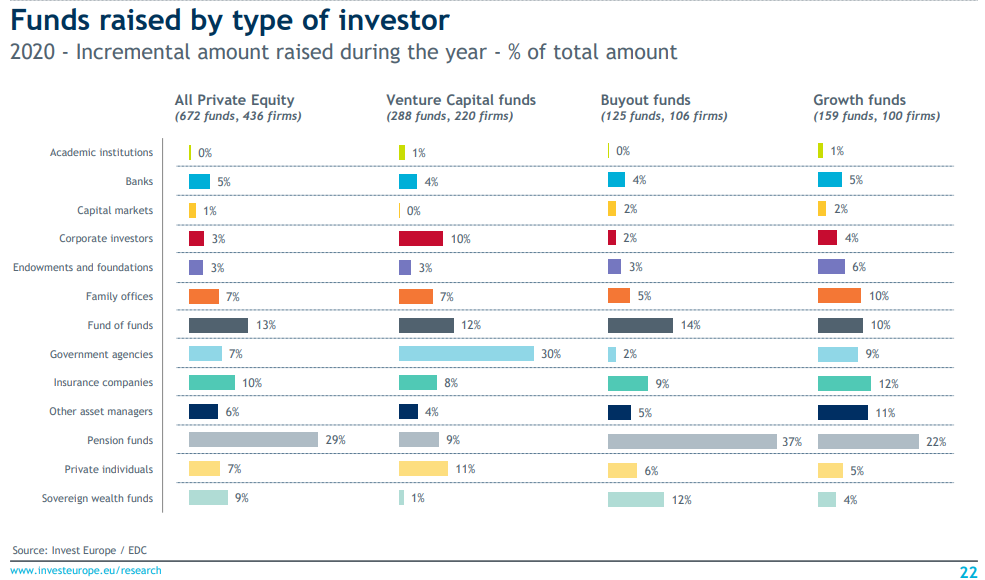 Funds raised by type of investor
2020 - Incremental amount raised during the year - % of total amount
All Private Equity Venture Capital funds Buyout funds Growth funds
(672 funds, 436 firms) (288 funds, 220 firms) (125 funds, 106 firms) (159 funds, 100 firms)
Academic institutions 0% 1% 0% 1%
Banks 5% 4% 4% 5%
Capital markets 1% 0% 2% 2%
Corporate investors 3% 10% 2% 4%
Endowments and foundations 3% 3% 3% 6%
Family offices 7% 7% 5% 10%
Fund of funds 13% 12% 14% 10%
Government agencies 7% 30% 2% 9%
Insurance companies 10% 8% 9% 12%
Other asset managers 6% 4% 5% 11%
Pension funds 29% 9% 37% 22%
Private individuals 7% 11% 6% 5%
Sovereign wealth funds 9% 1% 12% 4%
Source: Invest Europe / EDC
www.investeurope.eu/research 22